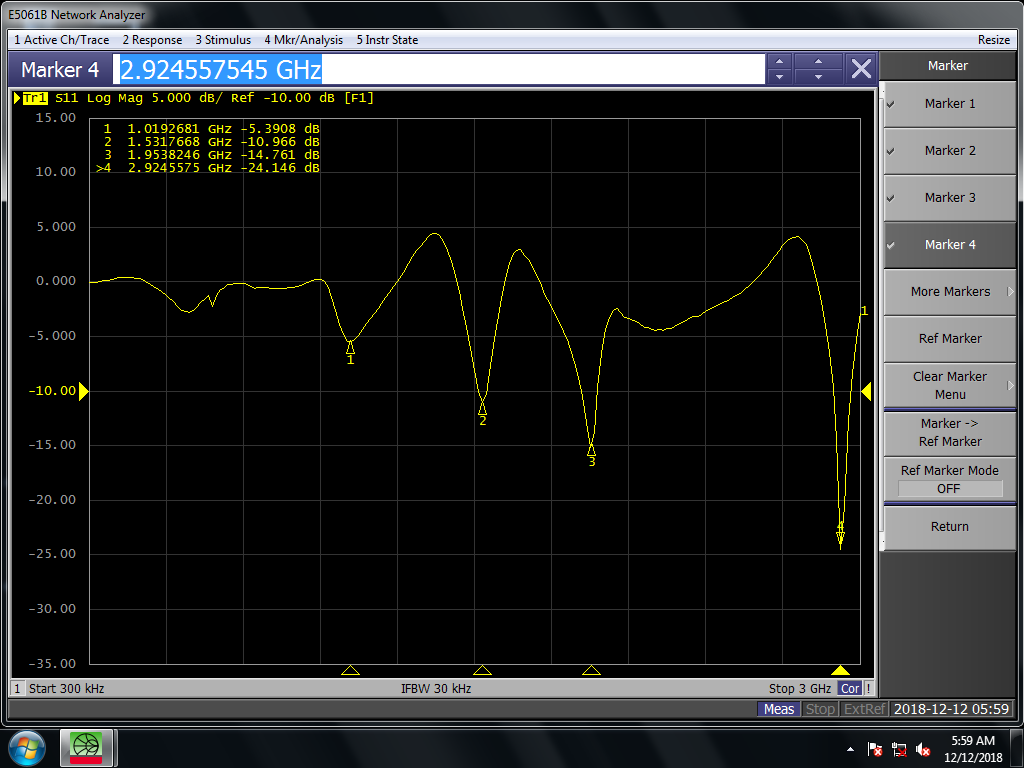 E5061B Network Analyzer
1 Active Ch/Trace 2 Response 3 Stimulus 4 Mkr/Analysis 5 Instr State Resize
Marker 4 2.924557545 GHz
Marker
Tr1 S11 Log Mag 5.000 dB/ Ref -10.00 dB [F1]
15.00
10.00
5.000
0.000
-5.000
-10.00
-15.00
-20.00
-25.00
-30.00
-35.00
1 1.0192681 GHz -5.3908 dB
2 1.5317668 GHz -10.966 dB
3 1.9538246 GHz -14.761 dB
>4 2.9245575 GHz -24.146 dB
1
2
3
4
1
Marker 1
Marker 2
Marker 3
Marker 4
More Markers
Ref Marker
Clear Marker
Menu
Marker ->
Ref Marker
Ref Marker Mode
OFF
Return
1 Start 300 kHz IFBW 30 kHz Stop 3 GHz Cor !
Meas Stop ExtRef 2018-12-12 05:59
5:59 AM
12/12/2018